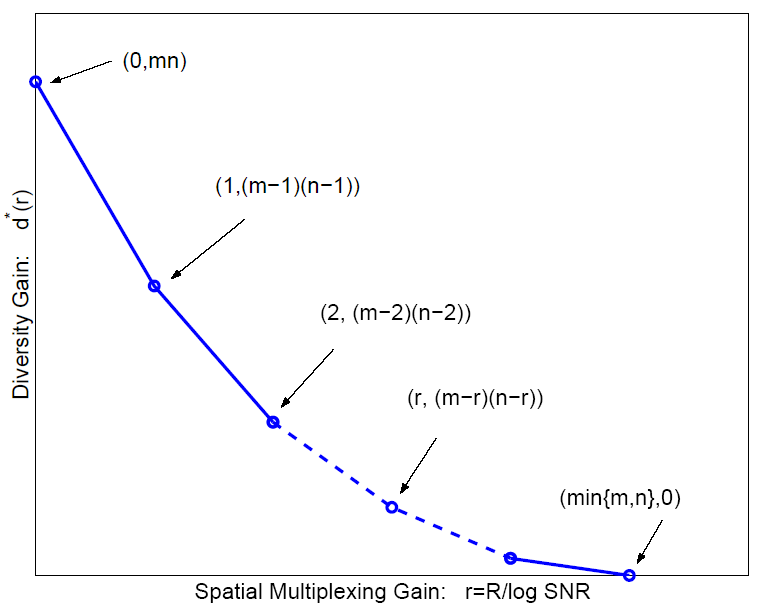 (0,mn)
(1,(m−1)(n−1))
(2, (m−2)(n−2))
(r, (m−r)(n−r))
(min{m,n},0)
Diversity Gain: d*(r)
Spatial Multiplexing Gain: r=R/log SNR